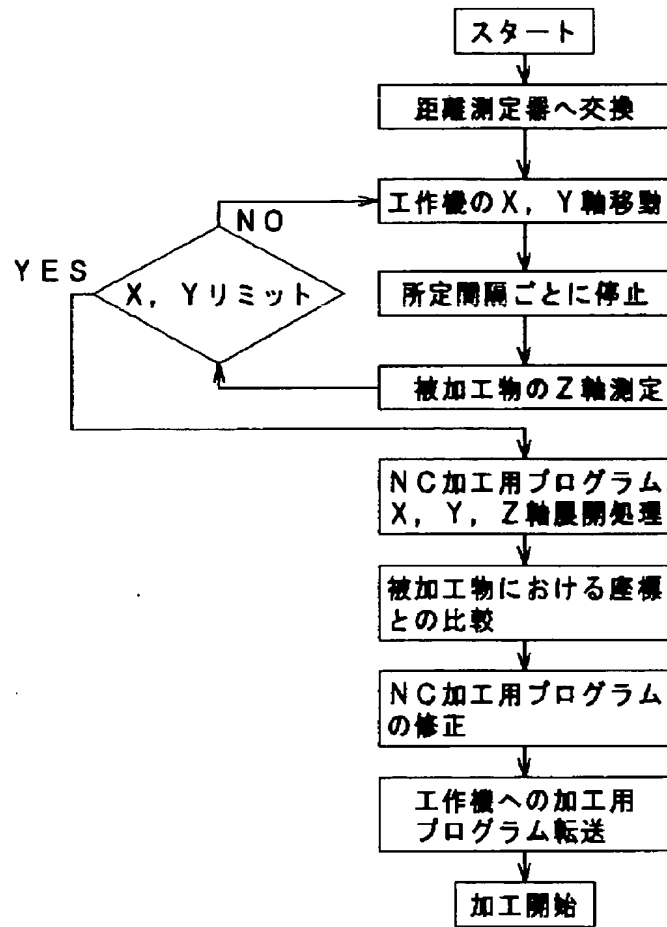 スタート
距離測定器へ交換
工作機のX，Y軸移動
NO
YES
X，Yリミット
所定間隔ごとに停止
被加工物のZ軸測定
NC加工用プログラム
X，Y，Z軸展開処理
被加工物における座標
との比較
NC加工用プログラム
の修正
工作機への加工用
プログラム転送
加工開始